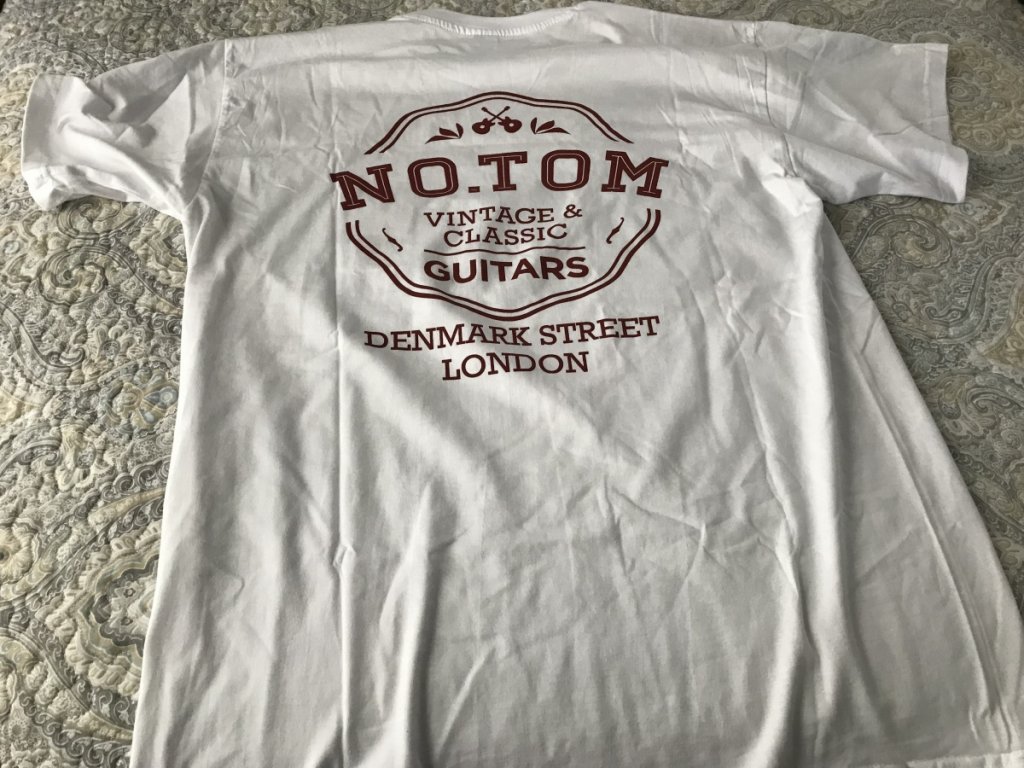 NO.TOM
VINTAGE &
CLASSIC
GUITARS
DENMARK STREET
LONDON